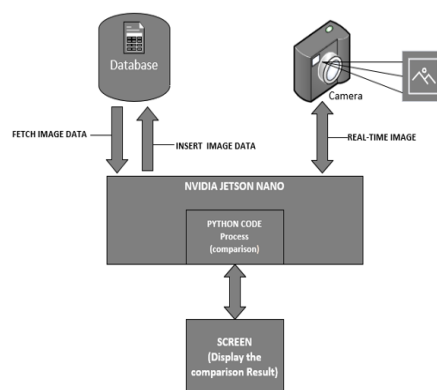 Database
Camera
FETCH IMAGE DATA
INSERT IMAGE DATA
REAL-TIME IMAGE
NVIDIA JETSON NANO
PYTHON CODE
Process
(comparison)
SCREEN
(Display the
comparison Result)